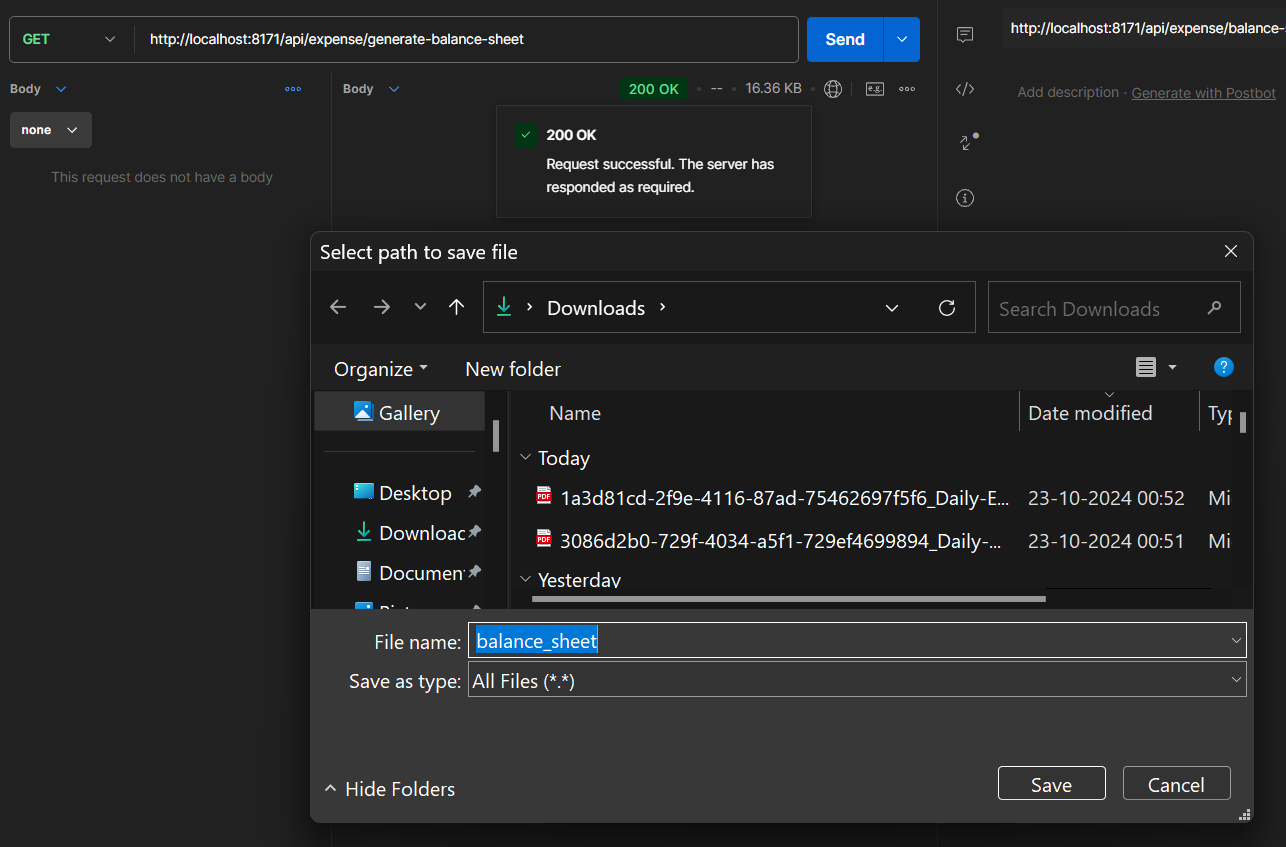 GET http://localhost:8171/api/expense/generate-balance-sheet Send
http://localhost:8171/api/expense/balance-
Body
Body 200 OK -- 16.36 KB e.g.
Add description · Generate with Postbot
none
This request does not have a body
200 OK
Request successful. The server has
responded as required.
Select path to save file
Downloads
Search Downloads
Organize New folder
Gallery
Desktop
Downloac
Documen
Name Date modified Typ
Today
PDF 1a3d81cd-2f9e-4116-87ad-75462697f5f6_Daily-E... 23-10-2024 00:52 Mi
PDF 3086d2b0-729f-4034-a5f1-729ef4699894_Daily-... 23-10-2024 00:51 Mi
Yesterday
File name: balance_sheet
Save as type: All Files (*.*)
Hide Folders
Save Cancel